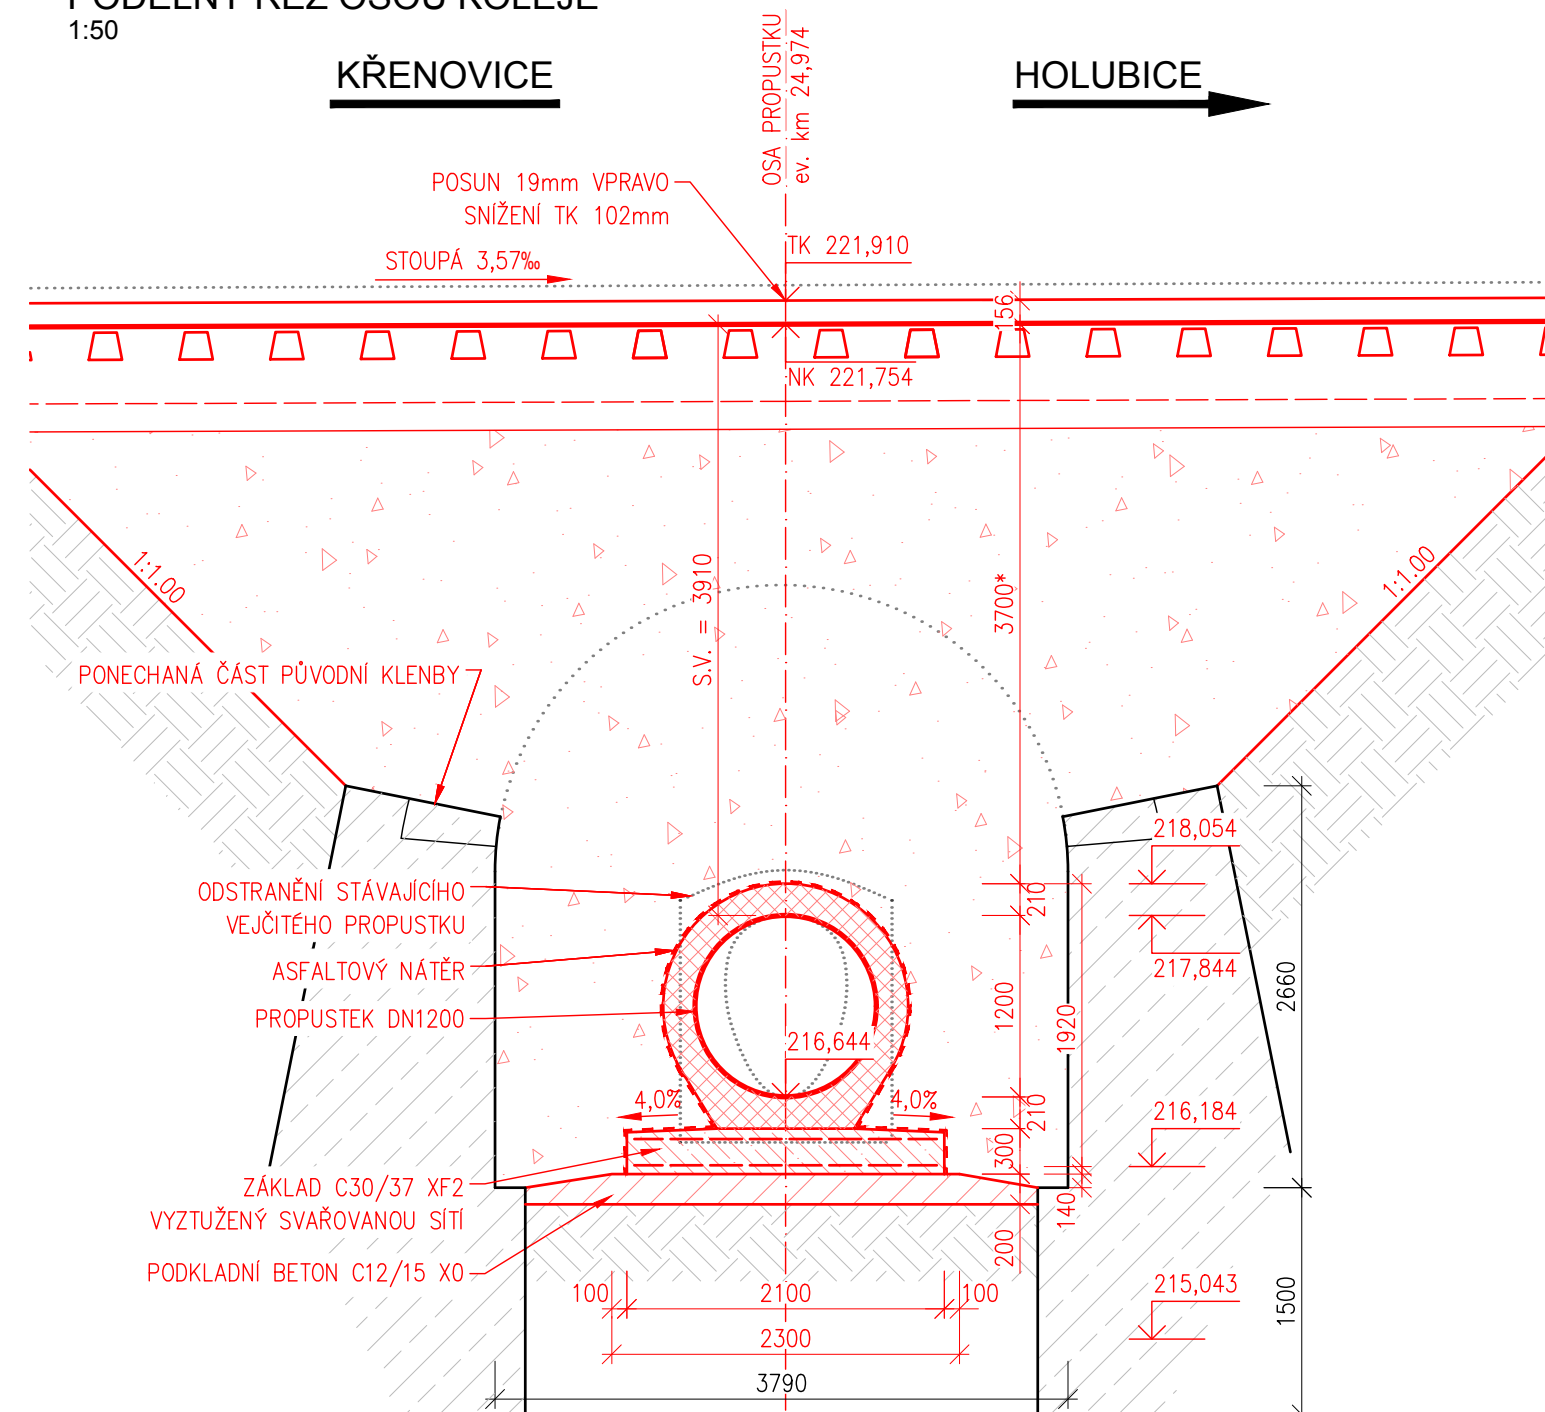 PODÉLNÝ ŘEZ OSOU KOLEJE
1:50
KŘENOVICE
HOLUBICE
OSA PROPUSTKU
ev. km 24,974
POSUN 19mm VPRAVO
SNÍŽENÍ TK 102mm
STOUPÁ 3,57‰
TK 221,910
156
NK 221,754
1:1.00
1:1.00
S.V. = 3910
3700*
PONECHANÁ ČÁST PŮVODNÍ KLENBY
218,054
ODSTRANĚNÍ STÁVAJÍCÍHO
VEJČITÉHO PROPUSTKU
210
217,844
ASFALTOVÝ NÁTĚR
2660
PROPUSTEK DN1200
1200
1920
216,644
4,0%
4,0%
210
216,184
300
ZÁKLAD C30/37 XF2
VYZTUŽENÝ SVAŘOVANOU SÍTÍ
140
200
PODKLADNÍ BETON C12/15 X0
100
2100
100
215,043
1500
2300
3790